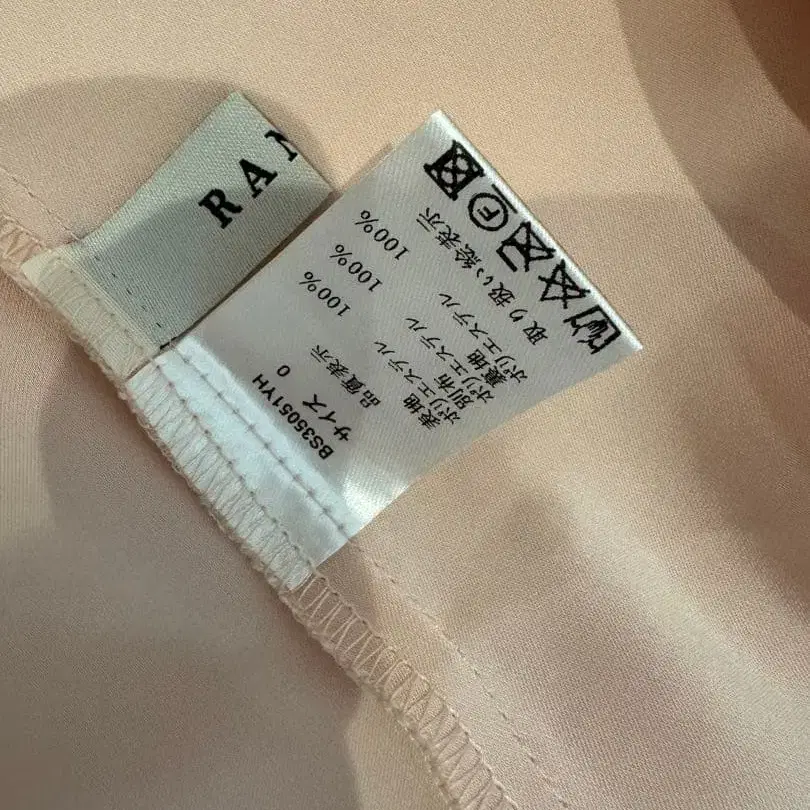 RAN
BS35051YH
サイズ 0
品質表示
表地
ポリエステル 100%
別布
ポリエステル 100%
裏地
ポリエステル 100%
取り扱い絵表示
F